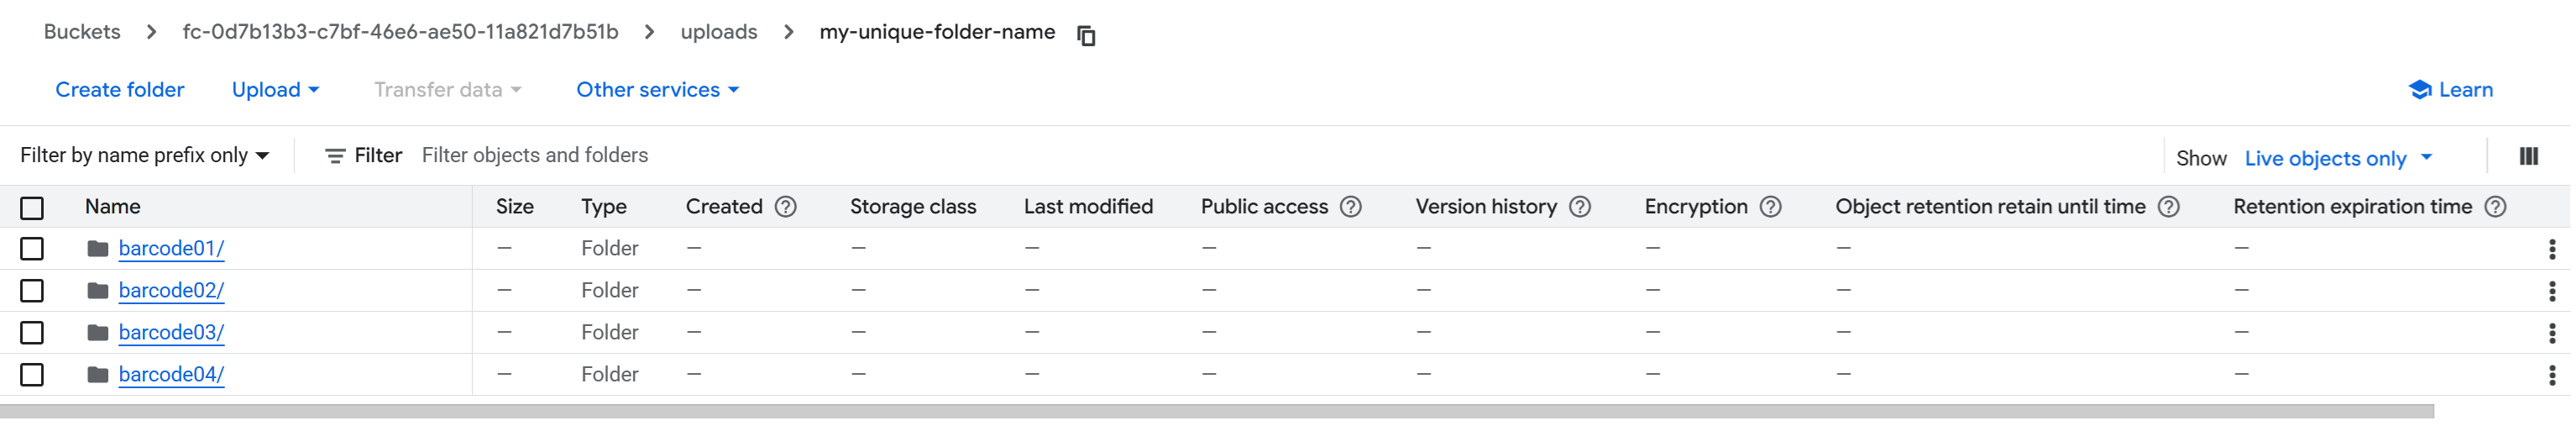 Buckets > fc-0d7b13b3-c7bf-46e6-ae50-11a821d7b51b > uploads > my-unique-folder-name
Create folder Upload Transfer data Other services Learn
Filter by name prefix only Filter Filter objects and folders Show Live objects only
Name Size Type Created Storage class Last modified Public access Version history Encryption Object retention retain until time Retention expiration time
barcode01/ — Folder — — — — — — — —
barcode02/ — Folder — — — — — — — —
barcode03/ — Folder — — — — — — — —
barcode04/ — Folder — — — — — — — —